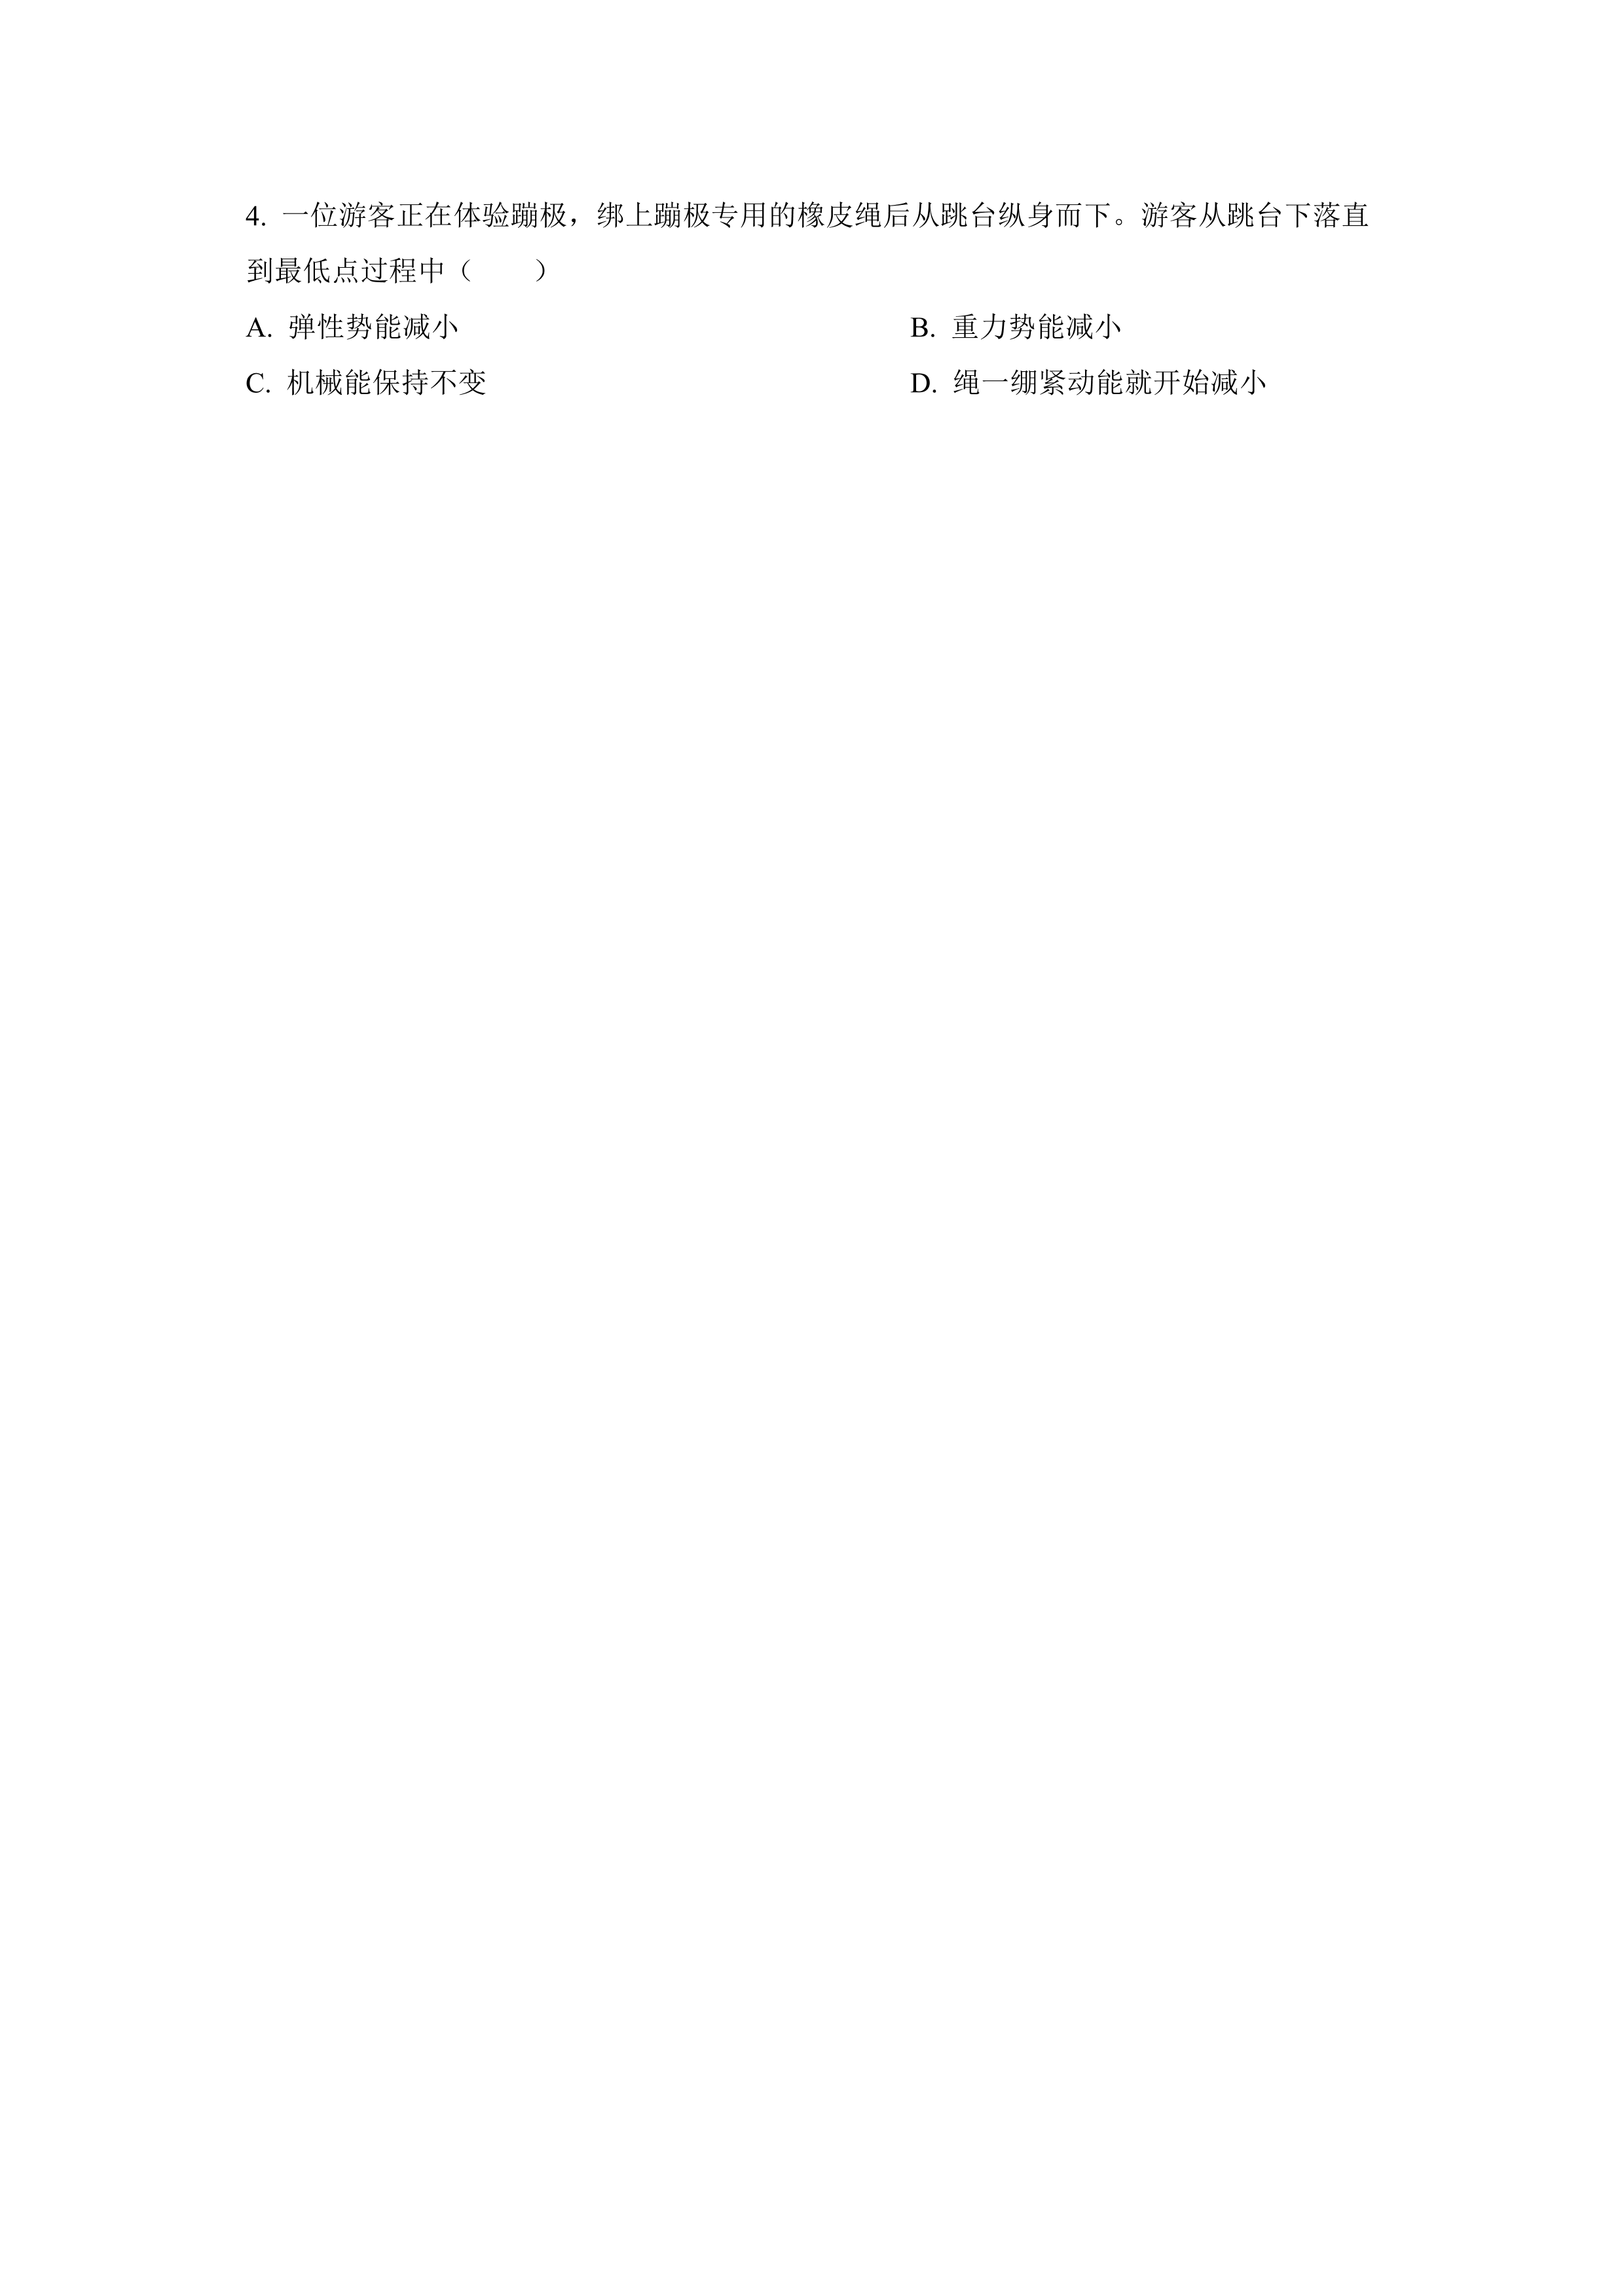 4. 一位游客正在体验蹦极，绑上蹦极专用的橡皮绳后从跳台纵身而下。游客从跳台下落直
到最低点过程中（　　）
A. 弹性势能减小　　B. 重力势能减小
C. 机械能保持不变　　D. 绳一绷紧动能就开始减小